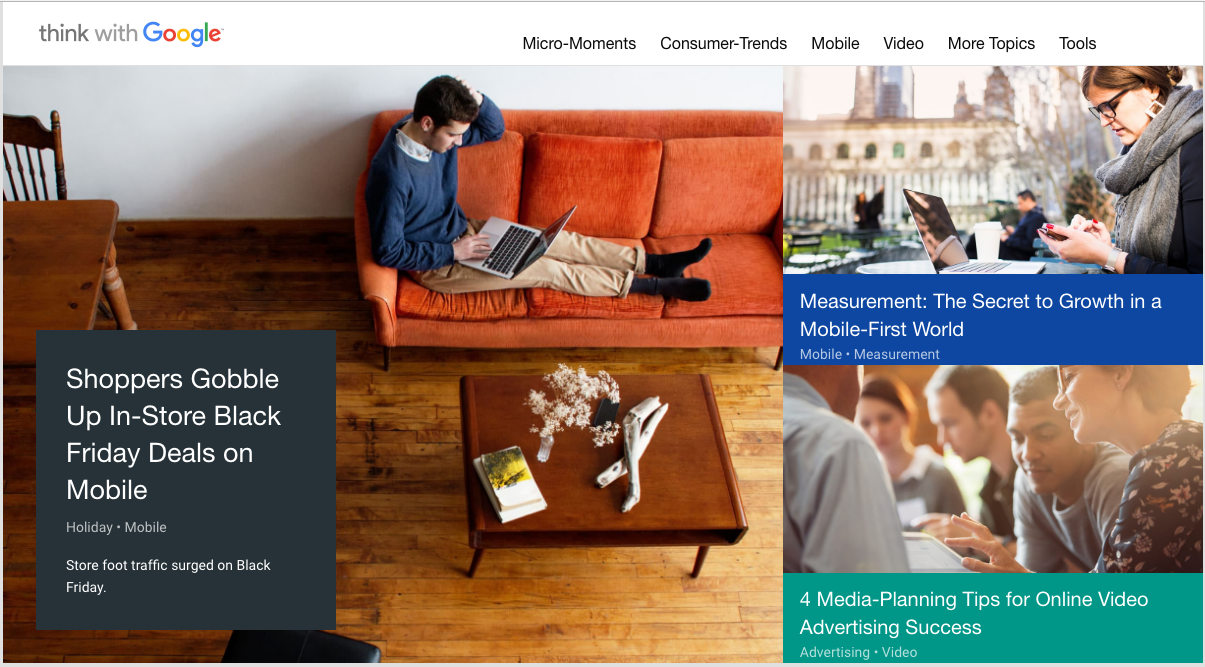 think with Google
Micro-Moments Consumer-Trends Mobile Video More Topics Tools
Shoppers Gobble
Up In-Store Black
Friday Deals on
Mobile
Holiday • Mobile
Store foot traffic surged on Black
Friday.
Measurement: The Secret to Growth in a
Mobile-First World
Mobile • Measurement
4 Media-Planning Tips for Online Video
Advertising Success
Advertising • Video